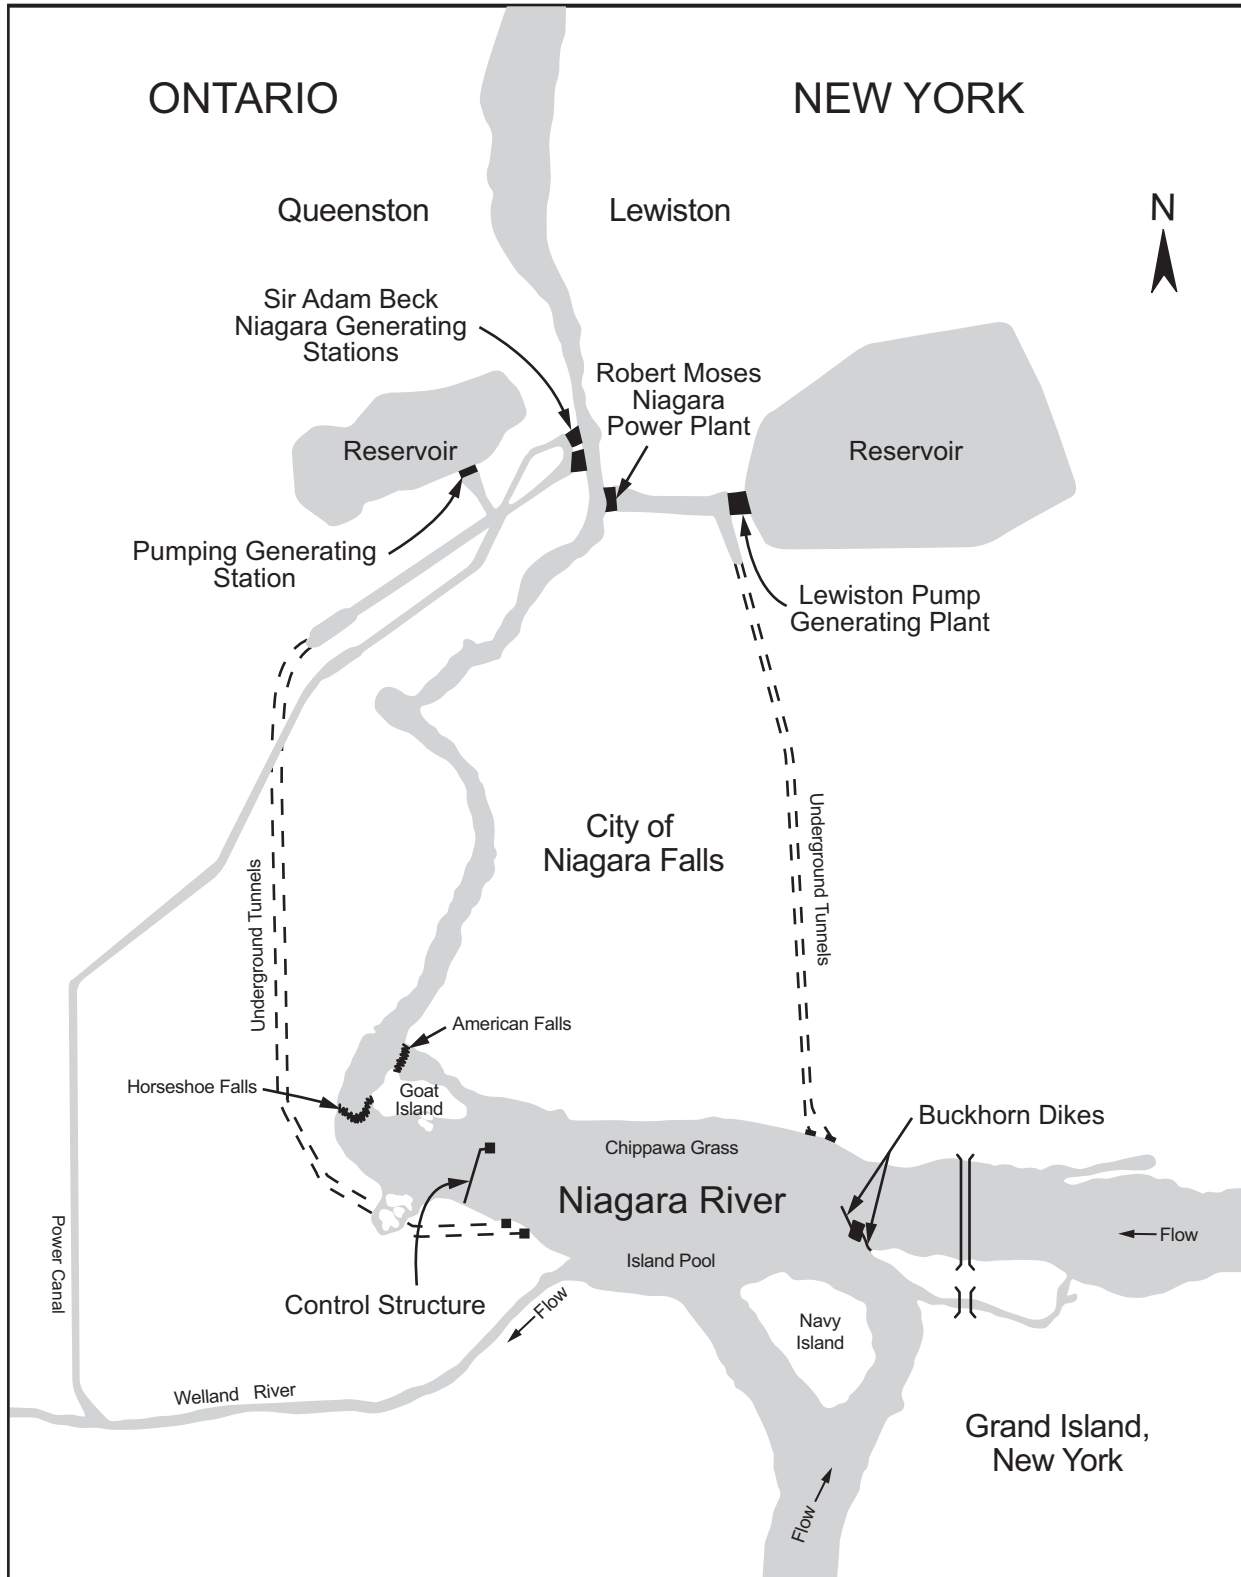 ONTARIO
NEW YORK
N
Queenston
Lewiston
Sir Adam Beck
Niagara Generating
Stations
Robert Moses
Niagara
Power Plant
Reservoir
Reservoir
Pumping Generating
Station
Lewiston Pump
Generating Plant
Underground Tunnels
City of
Niagara Falls
Underground Tunnels
American Falls
Horseshoe Falls
Goat
Island
Buckhorn Dikes
Chippawa Grass
Niagara River
Flow
Island Pool
Power Canal
Control Structure
Flow
Navy
Island
Welland River
Grand Island,
New York
Flow